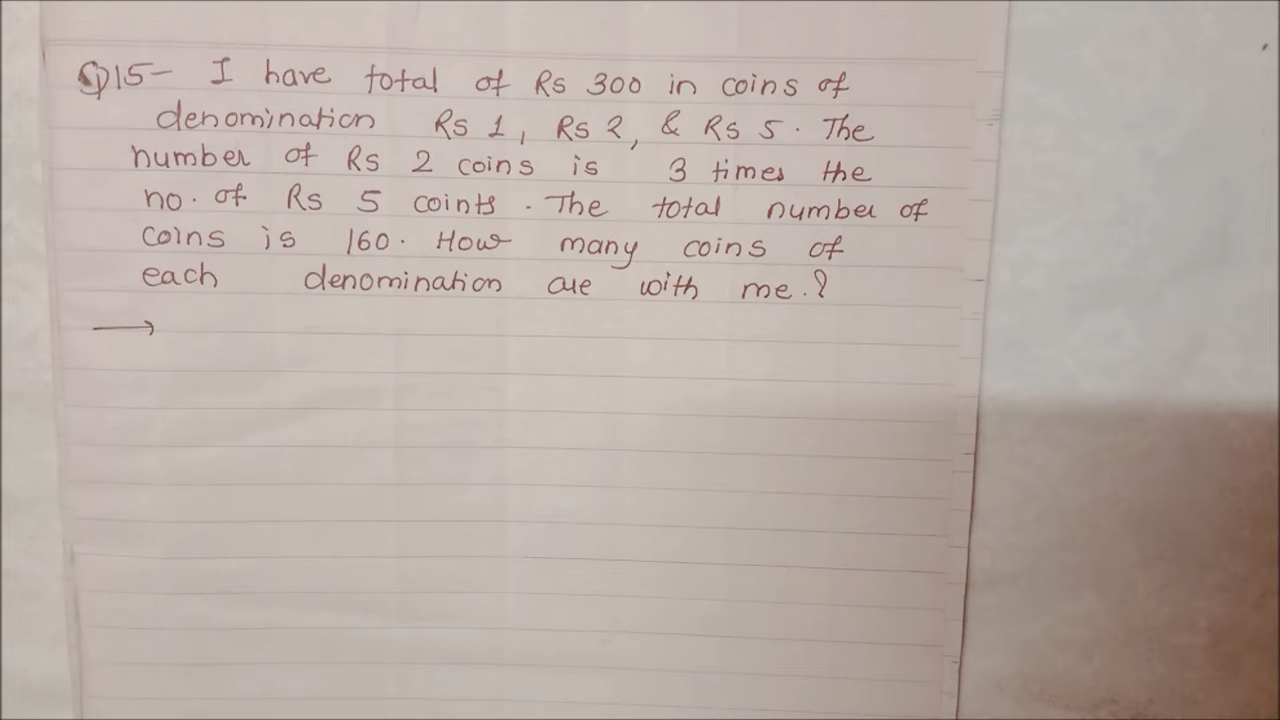 Q15- I have total of Rs 300 in coins of
denomination Rs 1, Rs 2, & Rs 5. The
number of Rs 2 coins is 3 times the
no. of Rs 5 coints. The total number of
coins is 160. How many coins of
each denomination are with me.?
→